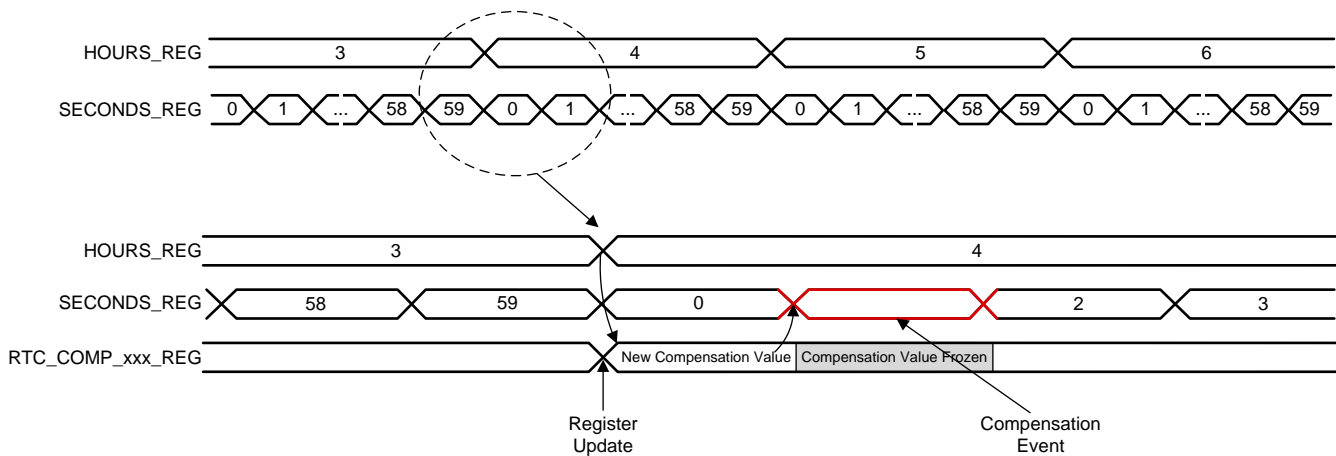 HOURS_REG 3 4 5 6
SECONDS_REG 0 1 ... 58 59 0 1 ... 58 59 0 1 ... 58 59 0 1 ... 58 59
HOURS_REG 3 4
SECONDS_REG 58 59 0 2 3
RTC_COMP_xxx_REG New Compensation Value Compensation Value Frozen
Register
Update
Compensation
Event